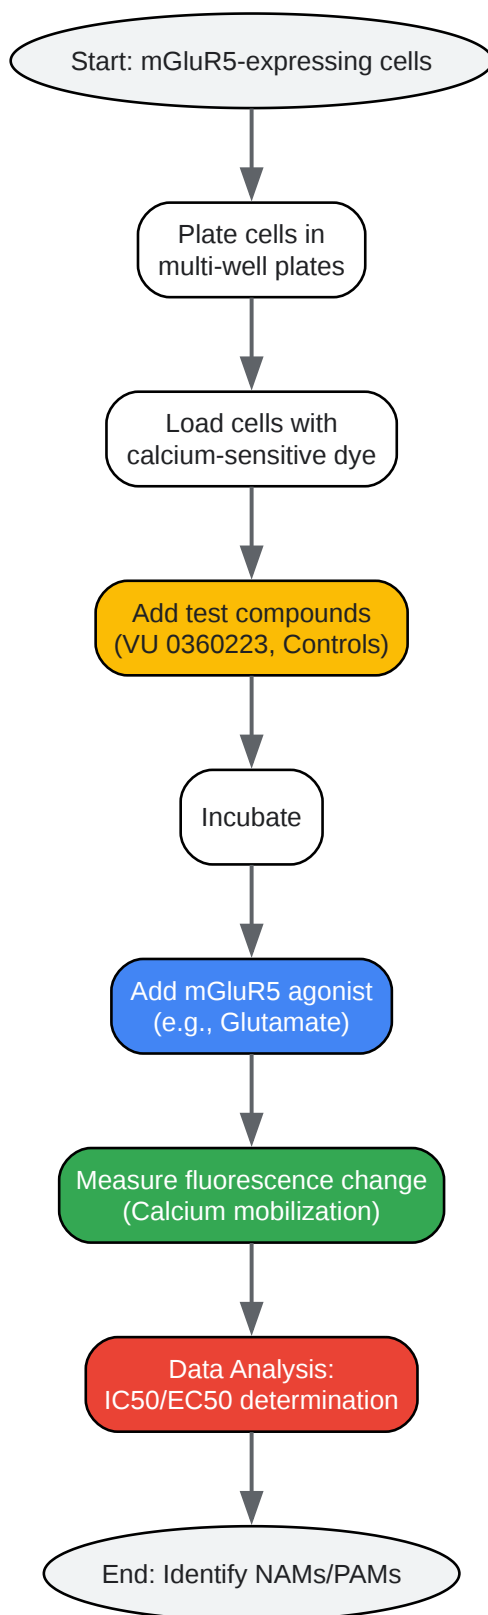 Start: mGluR5-expressing cells
Plate cells in
multi-well plates
Load cells with
calcium-sensitive dye
Add test compounds
(VU 0360223, Controls)
Incubate
Add mGluR5 agonist
(e.g., Glutamate)
Measure fluorescence change
(Calcium mobilization)
Data Analysis:
IC50/EC50 determination
End: Identify NAMs/PAMs